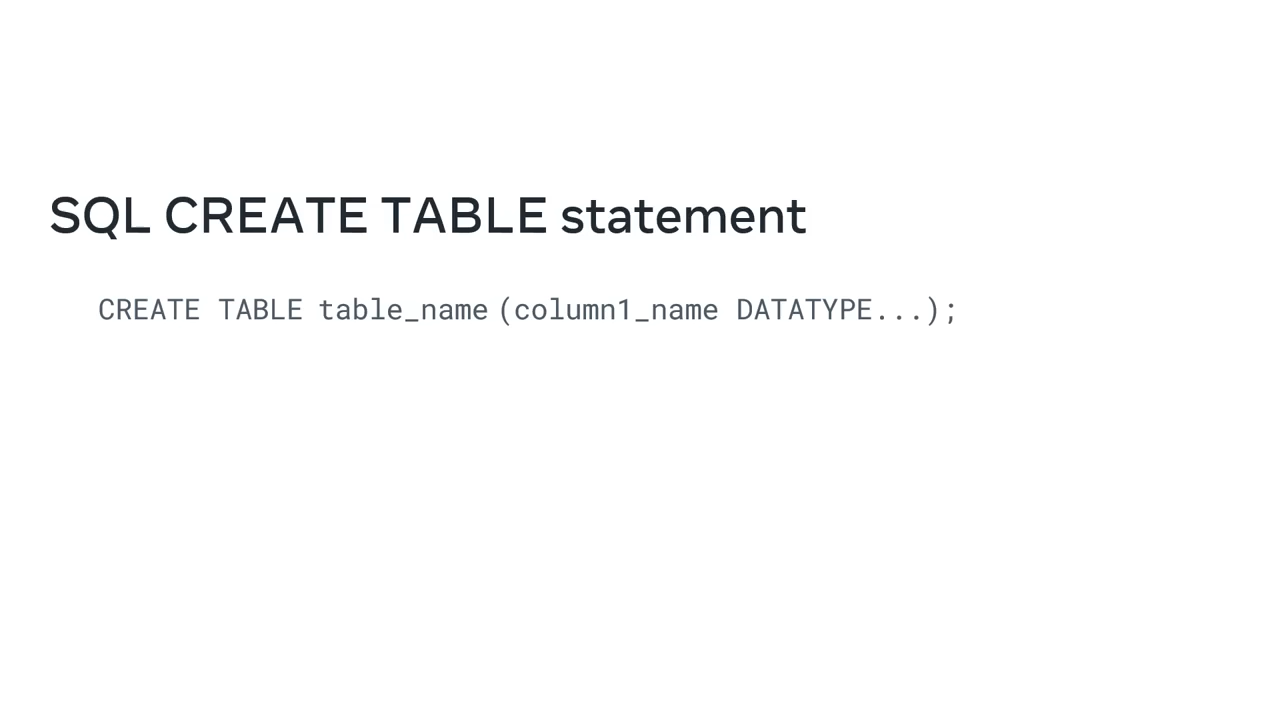 SQL CREATE TABLE statement
CREATE TABLE table_name (column1_name DATATYPE...);